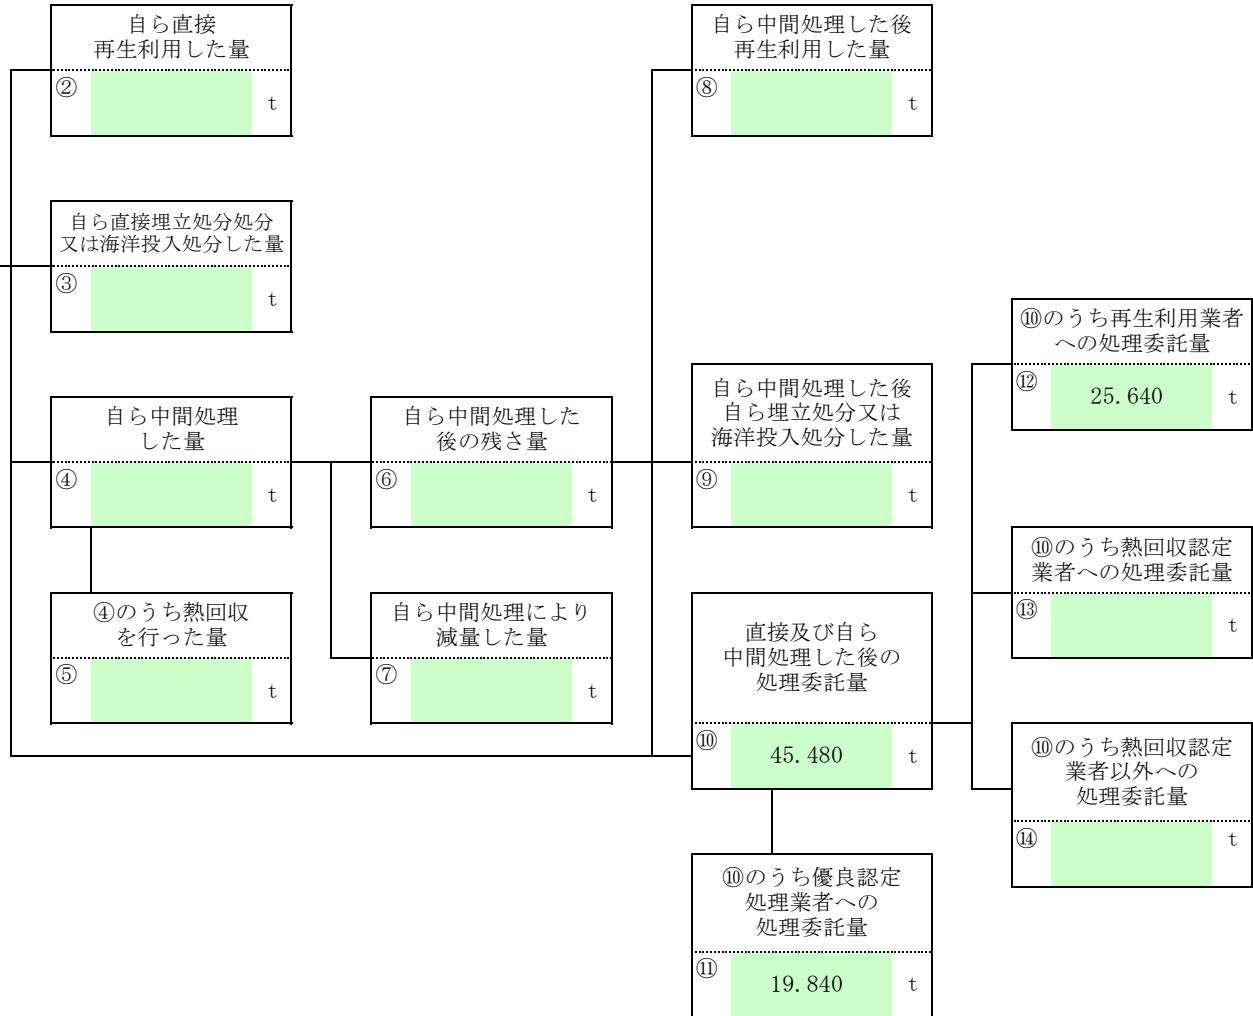 自ら直接
再生利用した量
②
t
自ら中間処理した後
再生利用した量
⑧
t
自ら直接埋立処分処分
又は海洋投入処分した量
③
t
⑩のうち再生利用業者
への処理委託量
⑫
25.640
t
自ら中間処理
した量
④
t
自ら中間処理した
後の残さ量
⑥
t
自ら中間処理した後
自ら埋立処分又は
海洋投入処分した量
⑨
t
⑩のうち熱回収認定
業者への処理委託量
⑬
t
④のうち熱回収
を行った量
⑤
t
自ら中間処理により
減量した量
⑦
t
直接及び自ら
中間処理した後の
処理委託量
⑩
45.480
t
⑩のうち熱回収認定
業者以外への
処理委託量
⑭
t
⑩のうち優良認定
処理業者への
処理委託量
⑪
19.840
t